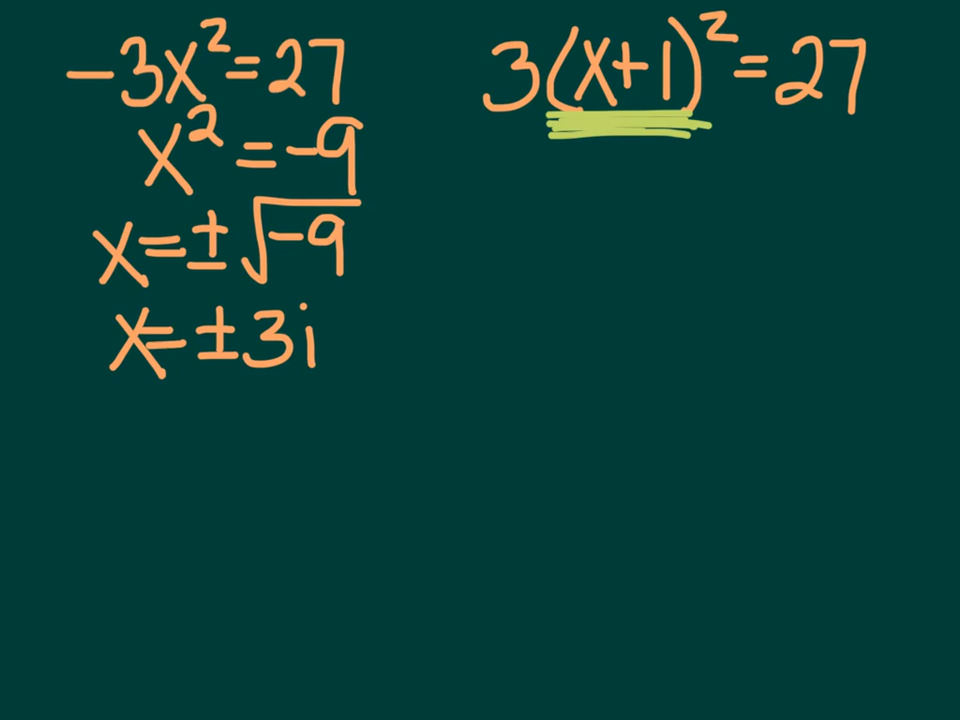 -3x²=27
x²=-9
x=±√-9
x=±3i
3(x+1)²=27